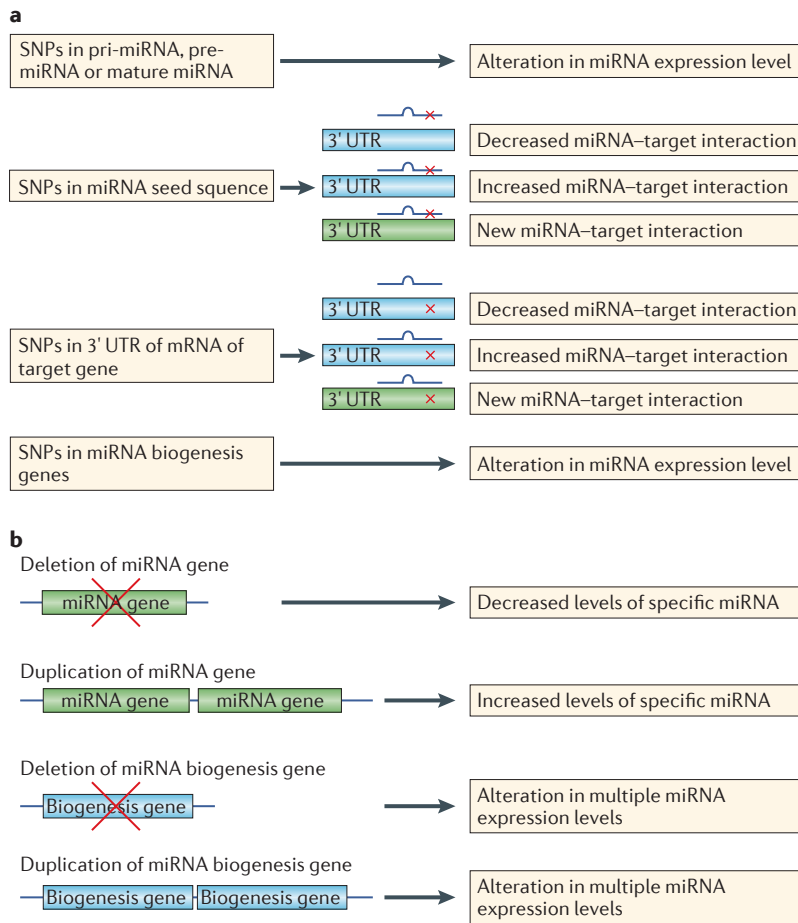 a
SNPs in pri-miRNA, pre-
miRNA or mature miRNA
Alteration in miRNA expression level
SNPs in miRNA seed squence
3' UTR
Decreased miRNA–target interaction
3' UTR
Increased miRNA–target interaction
3' UTR
New miRNA–target interaction
SNPs in 3' UTR of mRNA of
target gene
3' UTR
Decreased miRNA–target interaction
3' UTR
Increased miRNA–target interaction
3' UTR
New miRNA–target interaction
SNPs in miRNA biogenesis
genes
Alteration in miRNA expression level
b
Deletion of miRNA gene
miRNA gene
Decreased levels of specific miRNA
Duplication of miRNA gene
miRNA gene miRNA gene
Increased levels of specific miRNA
Deletion of miRNA biogenesis gene
Biogenesis gene
Alteration in multiple miRNA
expression levels
Duplication of miRNA biogenesis gene
Biogenesis gene Biogenesis gene
Alteration in multiple miRNA
expression levels